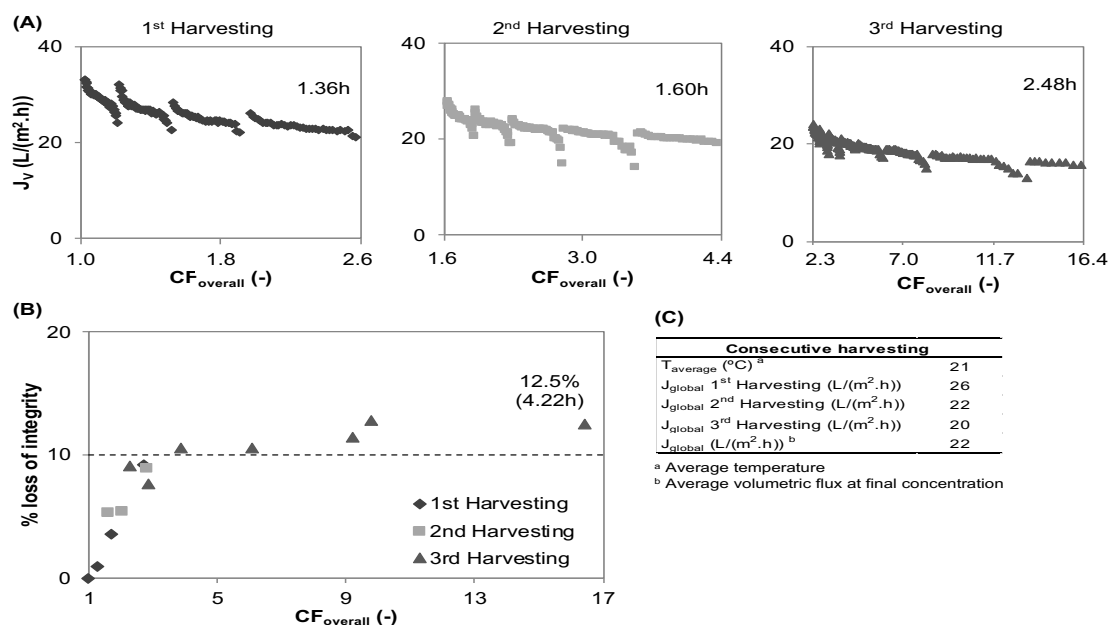 (A)
1st Harvesting
2nd Harvesting
3rd Harvesting
40
20
0
JV (L/(m2.h))
1.36h
1.0
1.8
2.6
CFoverall (-)
40
20
0
1.60h
1.6
3.0
4.4
CFoverall (-)
40
20
0
2.48h
2.3
7.0
11.7
16.4
CFoverall (-)
(B)
20
10
0
% loss of integrity
12.5%
(4.22h)
1st Harvesting
2nd Harvesting
3rd Harvesting
1
5
9
13
17
CFoverall (-)
(C)
Consecutive harvesting
Taverage (ºC) a 21
Jglobal 1st Harvesting (L/(m2.h)) 26
Jglobal 2nd Harvesting (L/(m2.h)) 22
Jglobal 3rd Harvesting (L/(m2.h)) 20
Jglobal (L/(m2.h)) b 22
a Average temperature
b Average volumetric flux at final concentration